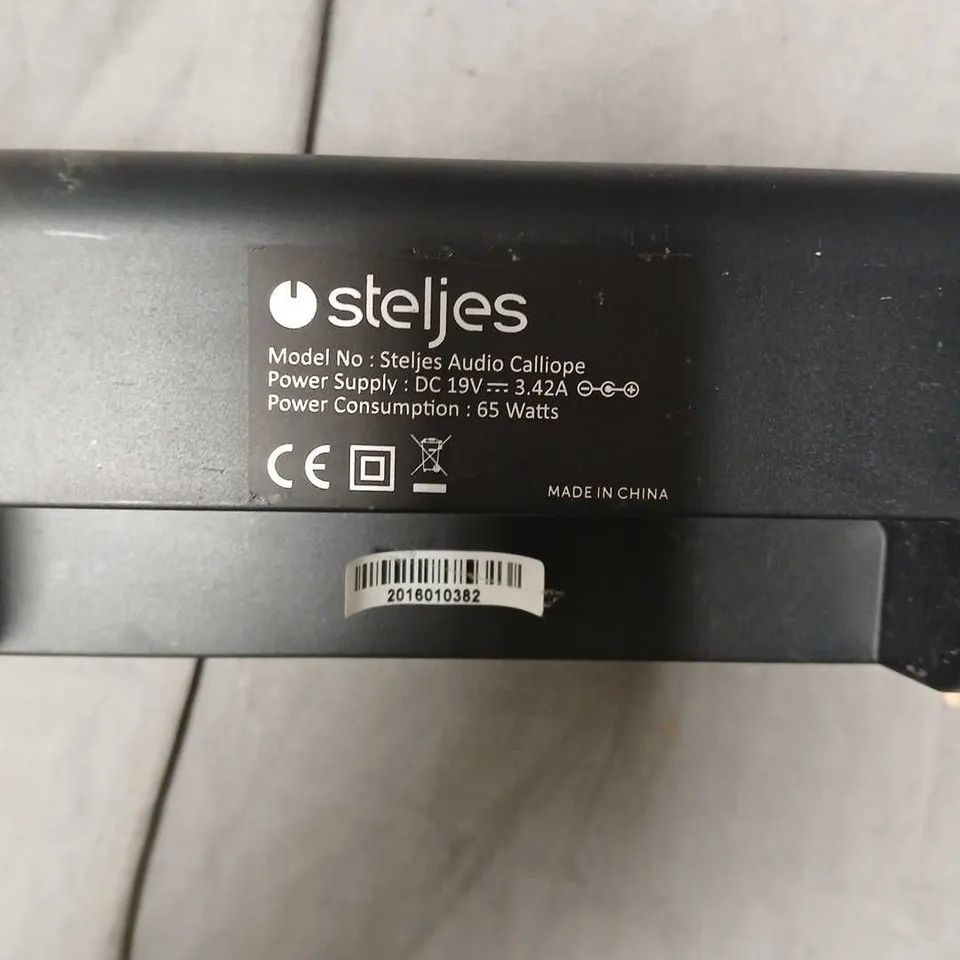 steljes
Model No : Steljes Audio Calliope
Power Supply : DC 19V⎓ 3.42A
Power Consumption : 65 Watts
CE
MADE IN CHINA
2016010382